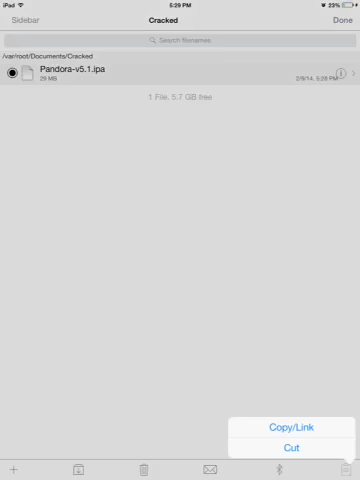 iPad 5:29 PM 23%
Sidebar Cracked Done
Search filenames
/var/root/Documents/Cracked
Pandora-v5.1.ipa
29 MB 2/9/14, 5:28 PM
1 File, 5.7 GB free
Copy/Link
Cut